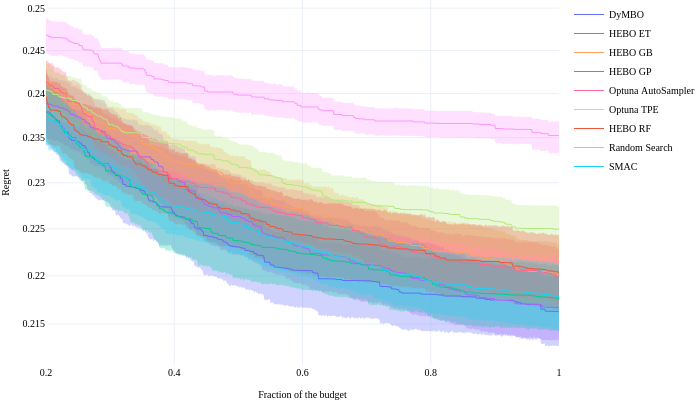 0.25
0.245
0.24
0.235
0.23
0.225
0.22
0.215
Regret
0.2
0.4
0.6
0.8
1
Fraction of the budget
DyMBO
HEBO ET
HEBO GB
HEBO GP
Optuna AutoSampler
Optuna TPE
HEBO RF
Random Search
SMAC